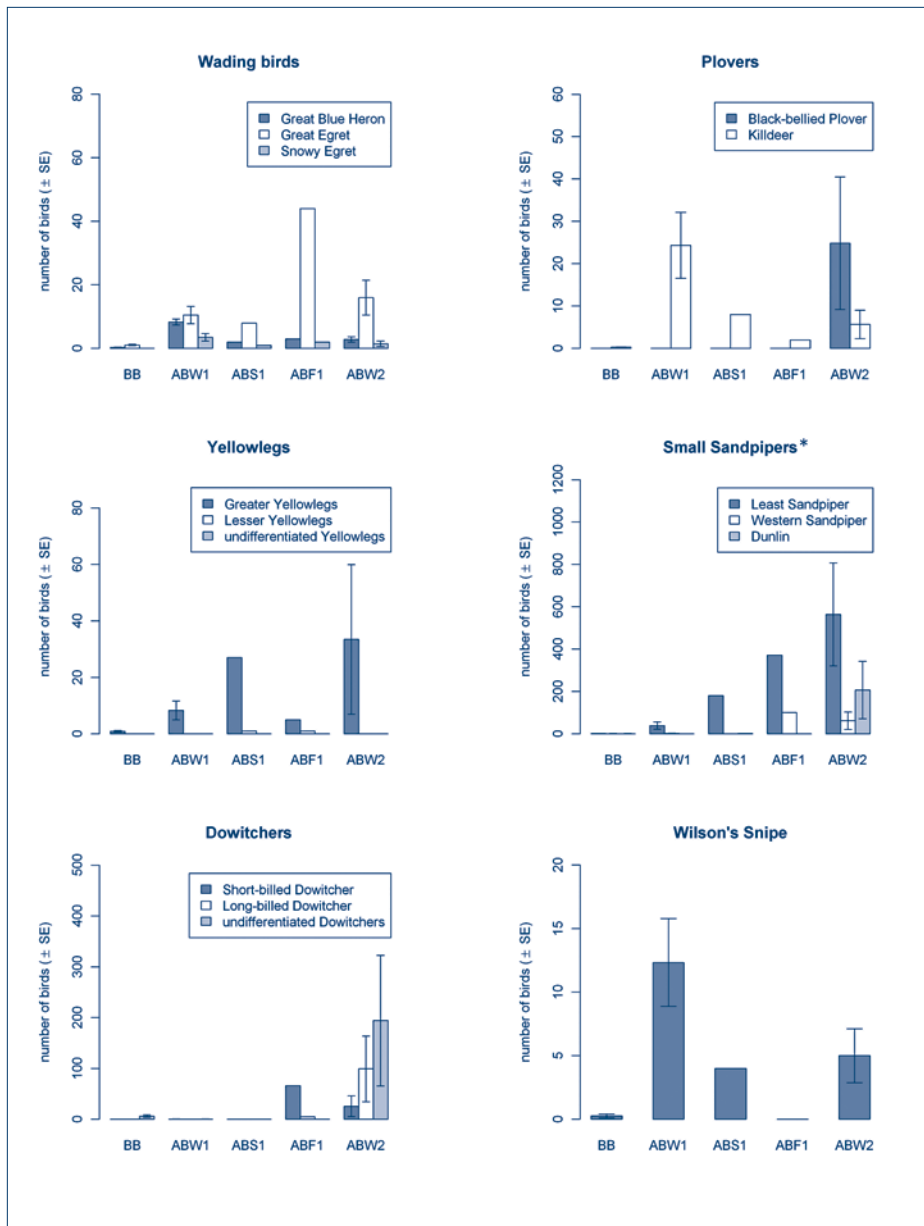 Wading birds
number of birds (± SE)
0 20 40 60 80
Great Blue Heron
Great Egret
Snowy Egret
BB ABW1 ABS1 ABF1 ABW2
Plovers
number of birds (± SE)
0 10 20 30 40 50 60
Black-bellied Plover
Killdeer
BB ABW1 ABS1 ABF1 ABW2
Yellowlegs
number of birds (± SE)
0 20 40 60 80
Greater Yellowlegs
Lesser Yellowlegs
undifferentiated Yellowlegs
BB ABW1 ABS1 ABF1 ABW2
Small Sandpipers*
number of birds (± SE)
0 200 400 600 800 1000 1200
Least Sandpiper
Western Sandpiper
Dunlin
BB ABW1 ABS1 ABF1 ABW2
Dowitchers
number of birds (± SE)
0 100 200 300 400 500
Short-billed Dowitcher
Long-billed Dowitcher
undifferentiated Dowitchers
BB ABW1 ABS1 ABF1 ABW2
Wilson's Snipe
number of birds (± SE)
0 5 10 15 20
BB ABW1 ABS1 ABF1 ABW2